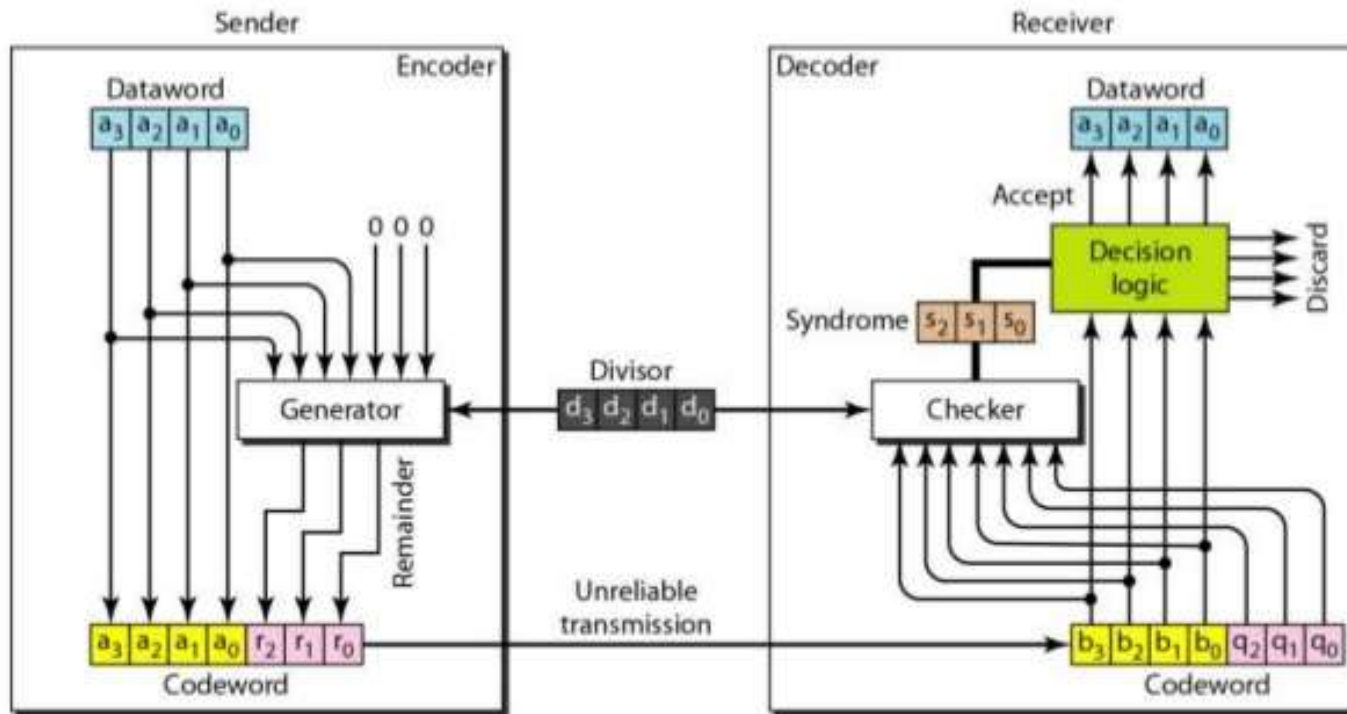 Sender
Receiver
Encoder
Decoder
Dataword
a3 a2 a1 a0
Dataword
a3 a2 a1 a0
Accept
0 0 0
Decision
logic
Discard
Syndrome
s2 s1 s0
Divisor
d3 d2 d1 d0
Generator
Checker
Remainder
Unreliable
transmission
a3 a2 a1 a0 r2 r1 r0
Codeword
b3 b2 b1 b0 q2 q1 q0
Codeword